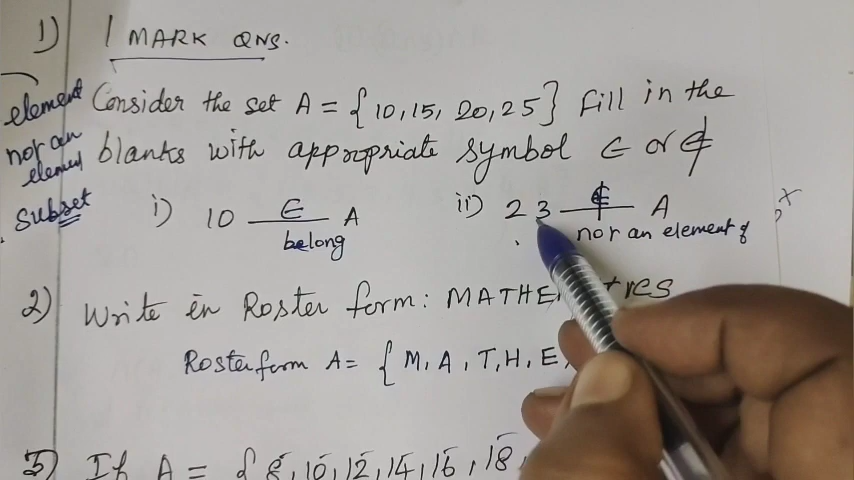 1) 1 MARK QNS.
element
not an
element
subset
Consider the set A = {10, 15, 20, 25} Fill in the
blanks with appropriate symbol ∈ or ∉
i) 10 ∈ A ii) 23 ∉ A
belong not an element of
2) Write in Roster form: MATHE
Roster form A = { M, A, T, H, E,
3) If A = {8, 10, 12, 14, 16, 18,